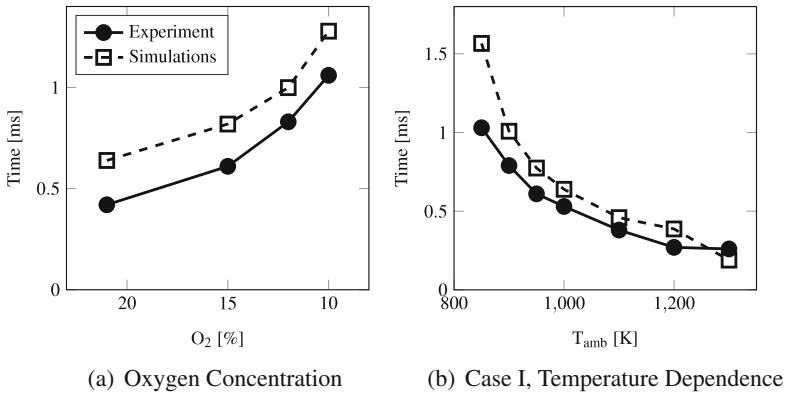 Experiment
Simulations
1
0.5
0
Time [ms]
20
15
10
O₂ [%]
(a) Oxygen Concentration
1.5
1
0.5
0
Time [ms]
800
1,000
1,200
T_amb [K]
(b) Case I, Temperature Dependence